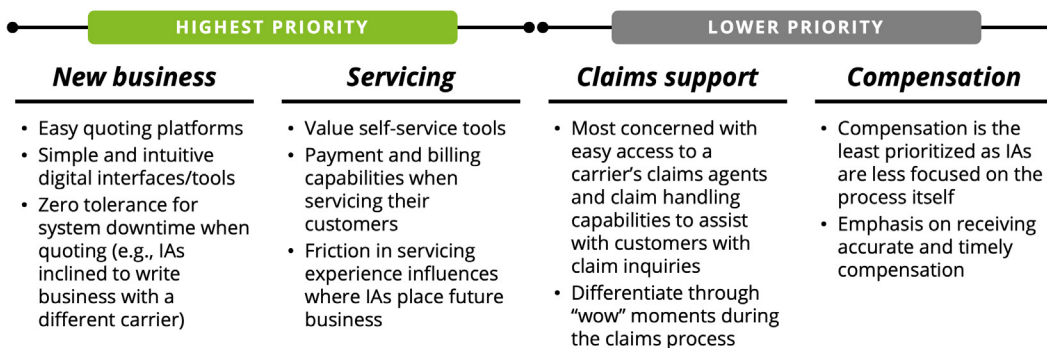 HIGHEST PRIORITY
LOWER PRIORITY
New business
• Easy quoting platforms
• Simple and intuitive
digital interfaces/tools
• Zero tolerance for
system downtime when
quoting (e.g., IAs
inclined to write
business with a
different carrier)
Servicing
• Value self-service tools
• Payment and billing
capabilities when
servicing their
customers
• Friction in servicing
experience influences
where IAs place future
business
Claims support
• Most concerned with
easy access to a
carrier’s claims agents
and claim handling
capabilities to assist
with customers with
claim inquiries
• Differentiate through
“wow” moments during
the claims process
Compensation
• Compensation is the
least prioritized as IAs
are less focused on the
process itself
• Emphasis on receiving
accurate and timely
compensation